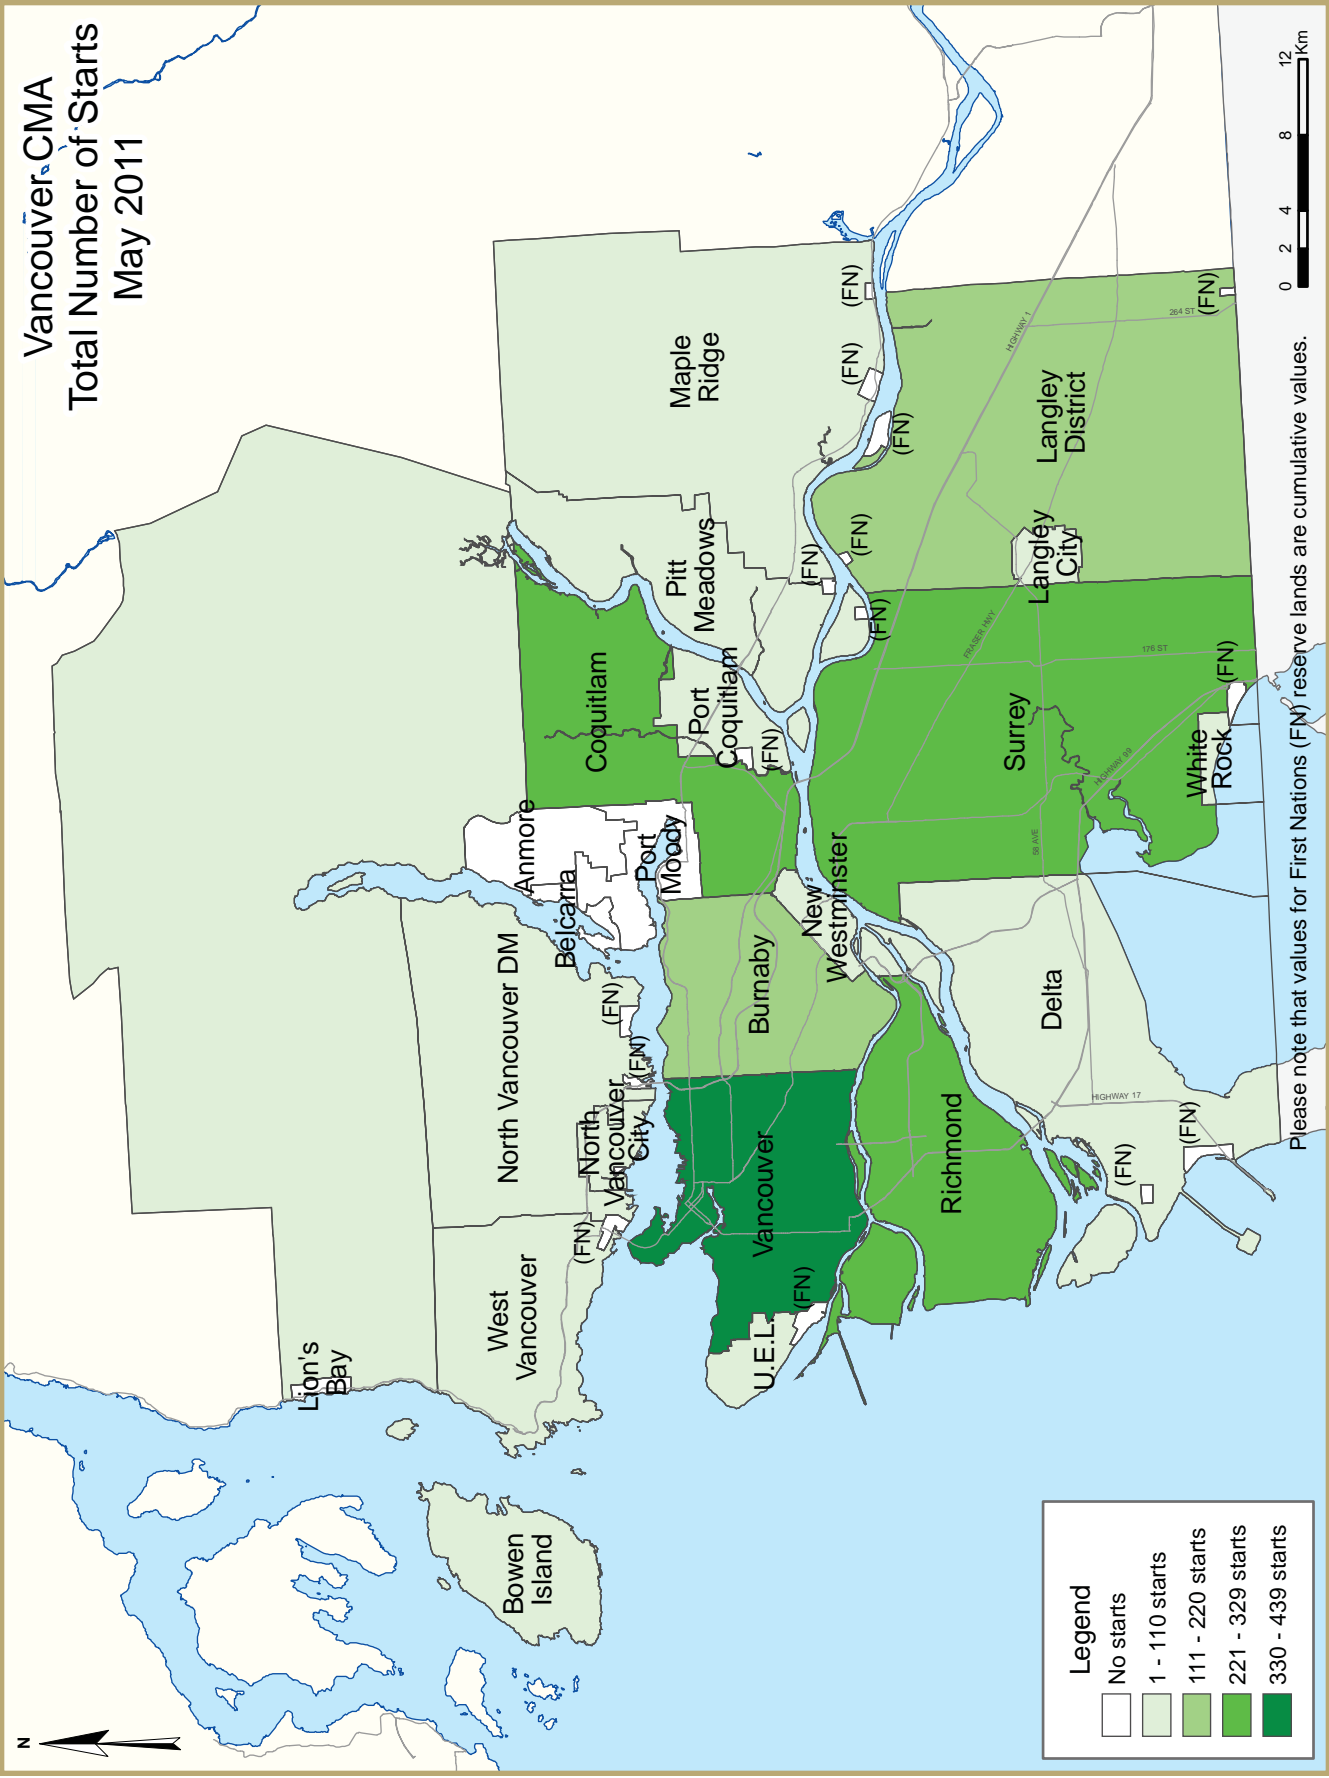 Vancouver CMA
Total Number of Starts
May 2011
N
Lion's
Bay
Bowen
Island
West
Vancouver
North Vancouver DM
North
Vancouver
City
(FN)
(FN)
(FN)
Belcarra
Anmore
Port
Moody
Coquitlam
Port
Coquitlam
(FN)
Pitt
Meadows
Maple
Ridge
(FN)
(FN)
(FN)
(FN)
(FN)
(FN)
U.E.L.
(FN)
Vancouver
Burnaby
New
Westminster
Richmond
Delta
(FN)
(FN)
HIGHWAY 17
Surrey
FRASER HWY
176 ST
56 AVE
HIGHWAY 99
White
Rock
(FN)
Langley
City
Langley
District
HIGHWAY 1
264 ST
(FN)
Legend
No starts
1 - 110 starts
111 - 220 starts
221 - 329 starts
330 - 439 starts
0 2 4 8 12
Km
Please note that values for First Nations (FN) reserve lands are cumulative values.